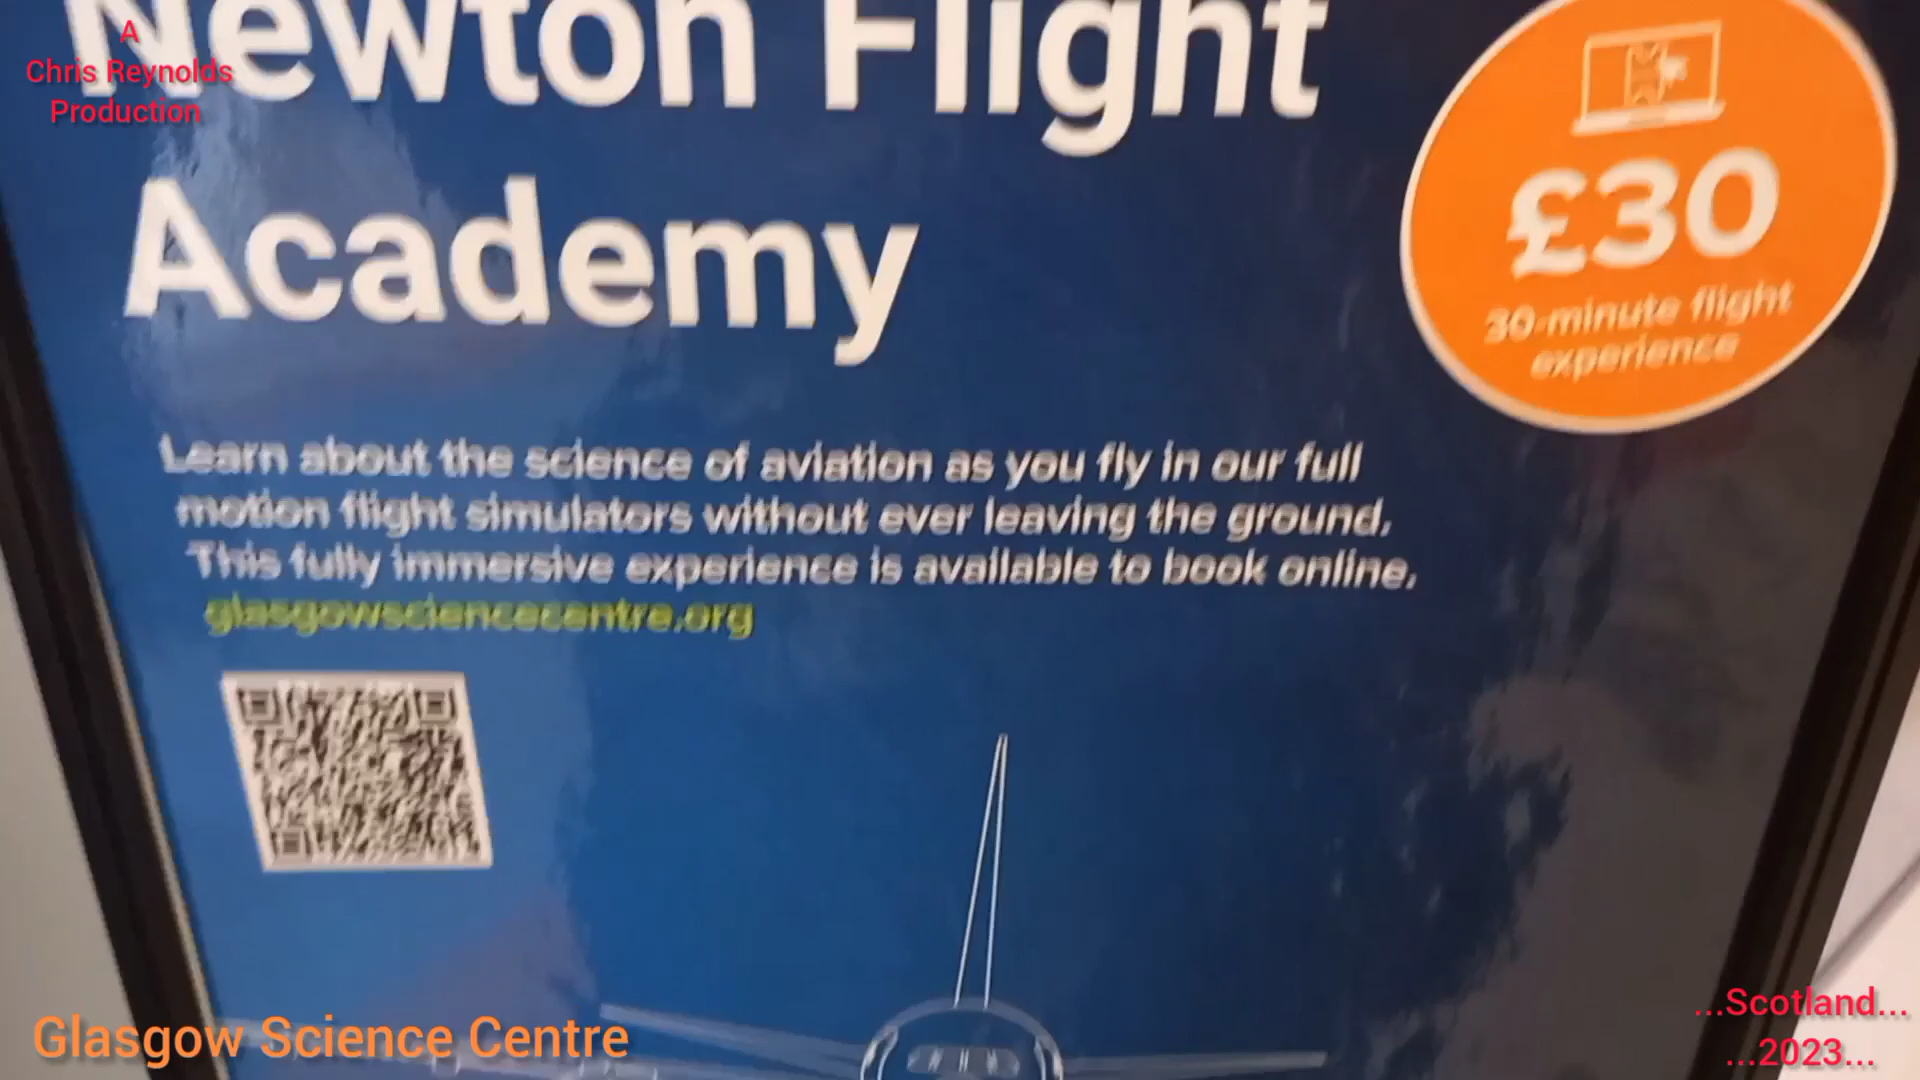 A
Chris Reynolds
Production
Newton Flight
Academy
£30
30-minute flight
experience
Learn about the science of aviation as you fly in our full
motion flight simulators without ever leaving the ground.
This fully immersive experience is available to book online.
glasgowsciencecentre.org
Glasgow Science Centre
...Scotland...
...2023...